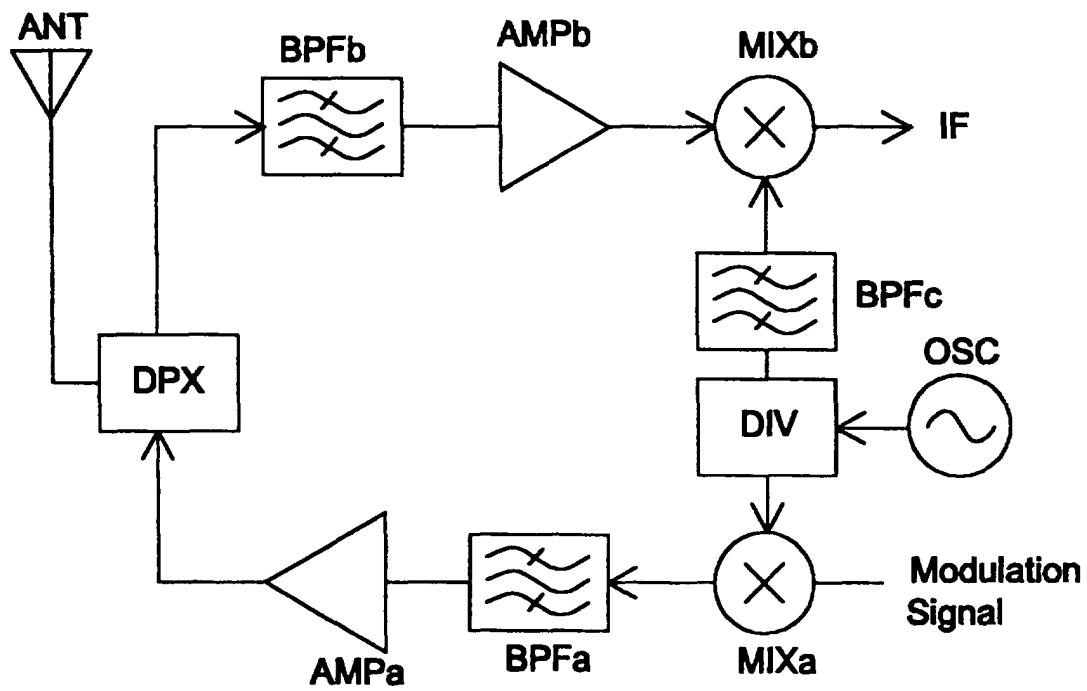 ANT
BPFb
AMPb
MIXb
IF
BPFc
OSC
DPX
DIV
Modulation
Signal
AMPa
BPFa
MIXa